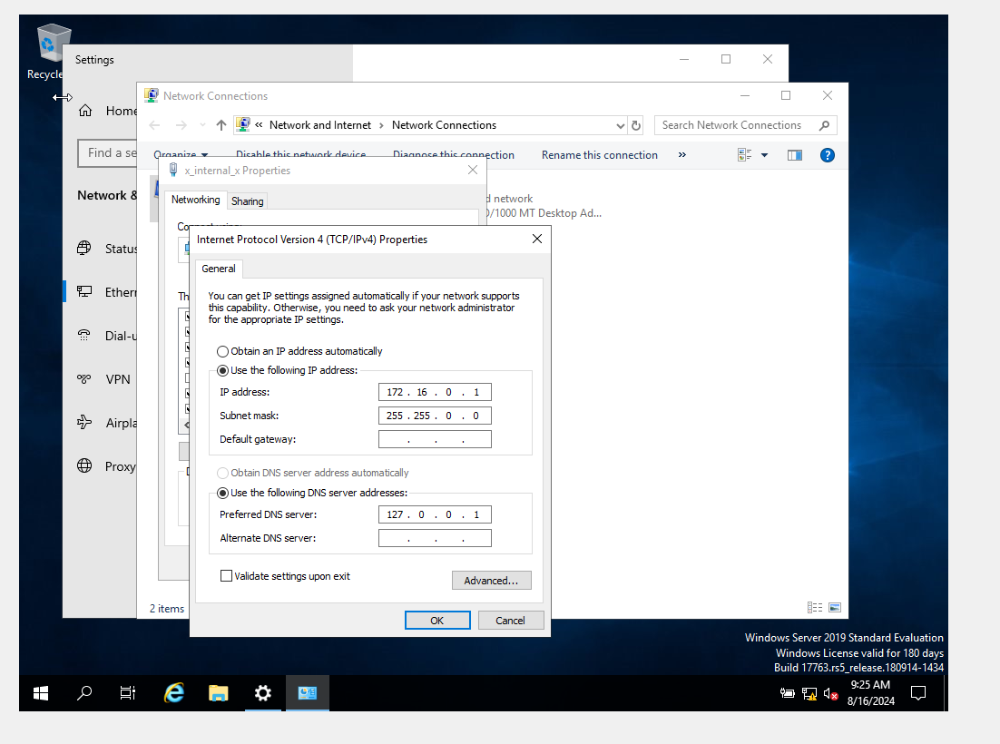 Recycle
Settings
Home
Find a se
Network &
Status
Ethern
Dial-u
VPN
Airpla
Proxy
Network Connections
« Network and Internet › Network Connections
Search Network Connections
Organize
Disable this network device
Diagnose this connection
Rename this connection
»
d network
0/1000 MT Desktop Ad...
2 items
x_internal_x Properties
Networking
Sharing
Connect using:
Th
Internet Protocol Version 4 (TCP/IPv4) Properties
General
You can get IP settings assigned automatically if your network supports
this capability. Otherwise, you need to ask your network administrator
for the appropriate IP settings.
Obtain an IP address automatically
Use the following IP address:
IP address: 172 . 16 . 0 . 1
Subnet mask: 255 . 255 . 0 . 0
Default gateway: . . .
Obtain DNS server address automatically
Use the following DNS server addresses:
Preferred DNS server: 127 . 0 . 0 . 1
Alternate DNS server: . . .
Validate settings upon exit
Advanced...
OK
Cancel
Windows Server 2019 Standard Evaluation
Windows License valid for 180 days
Build 17763.rs5_release.180914-1434
9:25 AM
8/16/2024